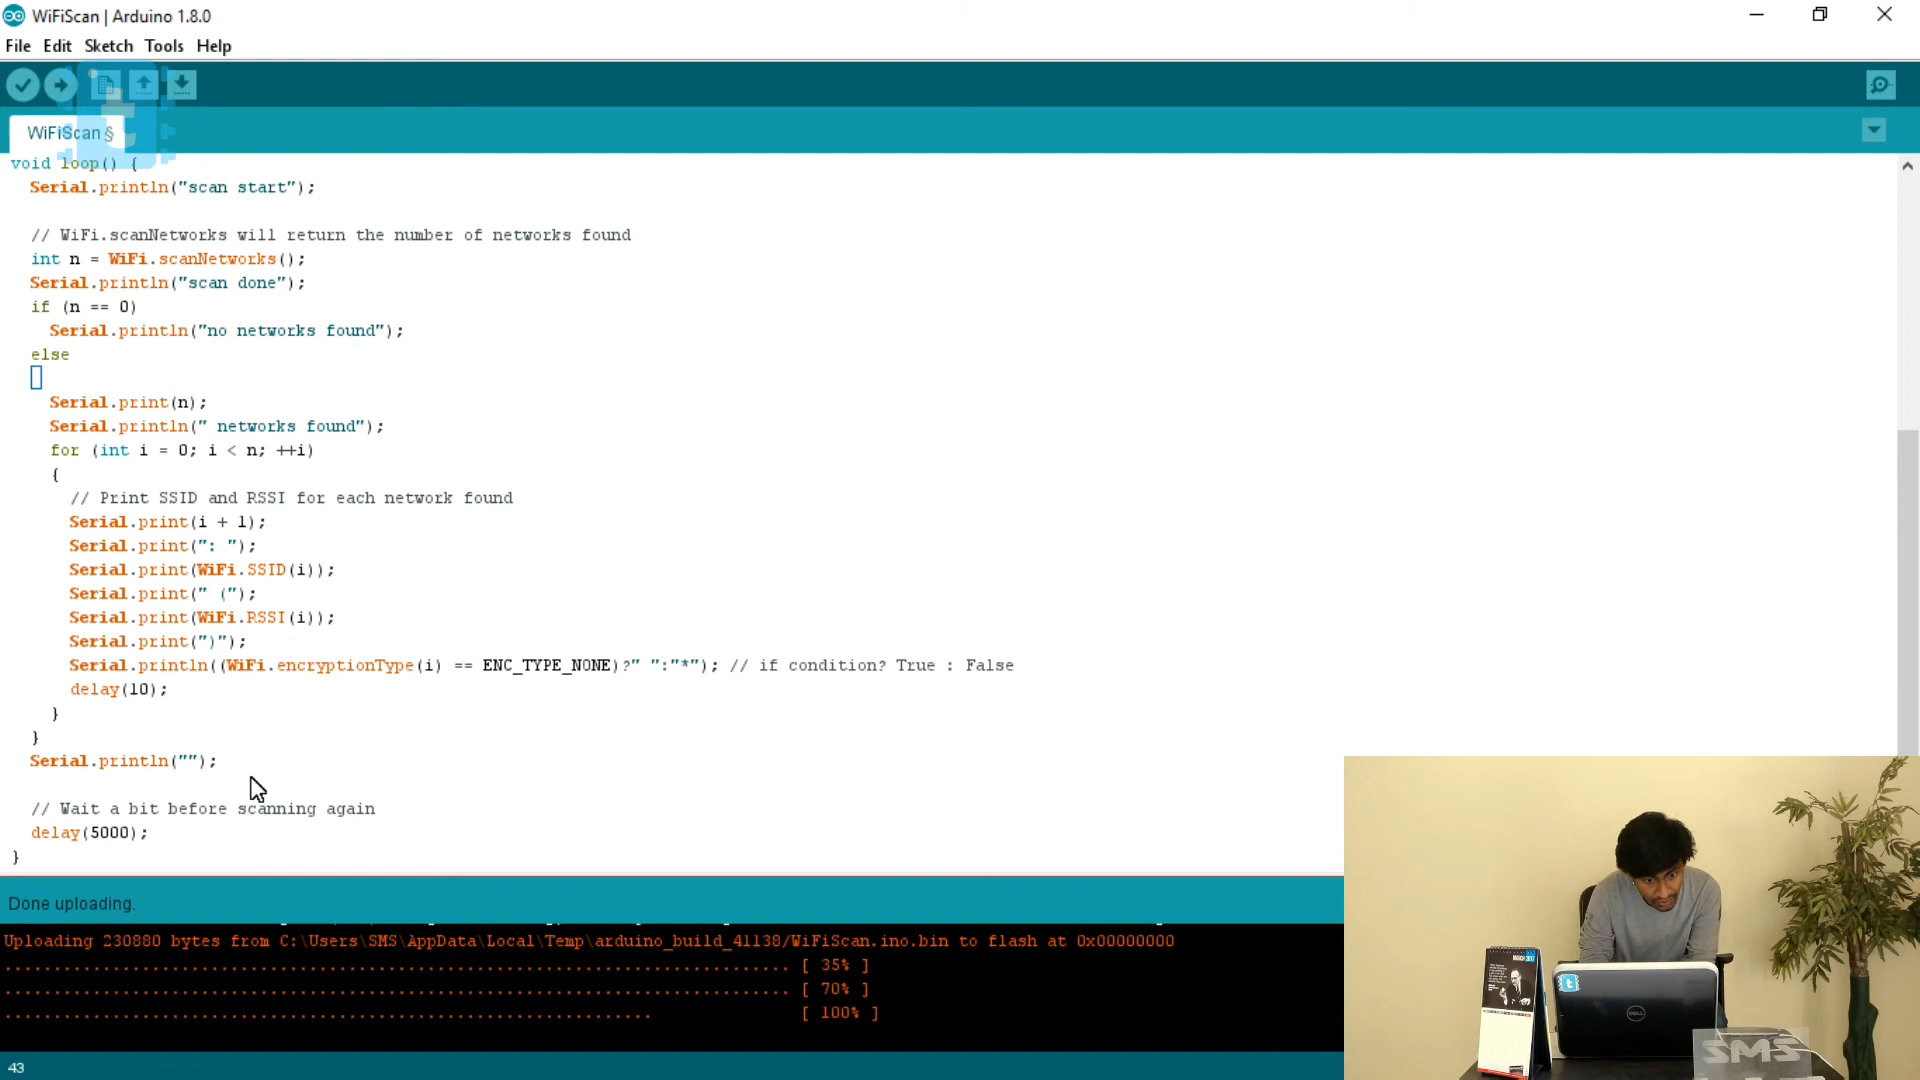 WiFiScan | Arduino 1.8.0
File Edit Sketch Tools Help
WiFiScan §
void loop() {
Serial.println("scan start");
// WiFi.scanNetworks will return the number of networks found
int n = WiFi.scanNetworks();
Serial.println("scan done");
if (n == 0)
Serial.println("no networks found");
else
Serial.print(n);
Serial.println(" networks found");
for (int i = 0; i < n; ++i)
{
// Print SSID and RSSI for each network found
Serial.print(i + 1);
Serial.print(": ");
Serial.print(WiFi.SSID(i));
Serial.print(" (");
Serial.print(WiFi.RSSI(i));
Serial.print(")");
Serial.println((WiFi.encryptionType(i) == ENC_TYPE_NONE)?" ":"*"); // if condition? True : False
delay(10);
}
}
Serial.println("");
// Wait a bit before scanning again
delay(5000);
}
Done uploading.
Uploading 230880 bytes from C:\Users\SMS\AppData\Local\Temp\arduino_build_41138/WiFiScan.ino.bin to flash at 0x00000000
................................................................................ [ 35% ]
................................................................................ [ 70% ]
.................................................................. [ 100% ]
43
t
MARCH 2017
t
DELL
SMS